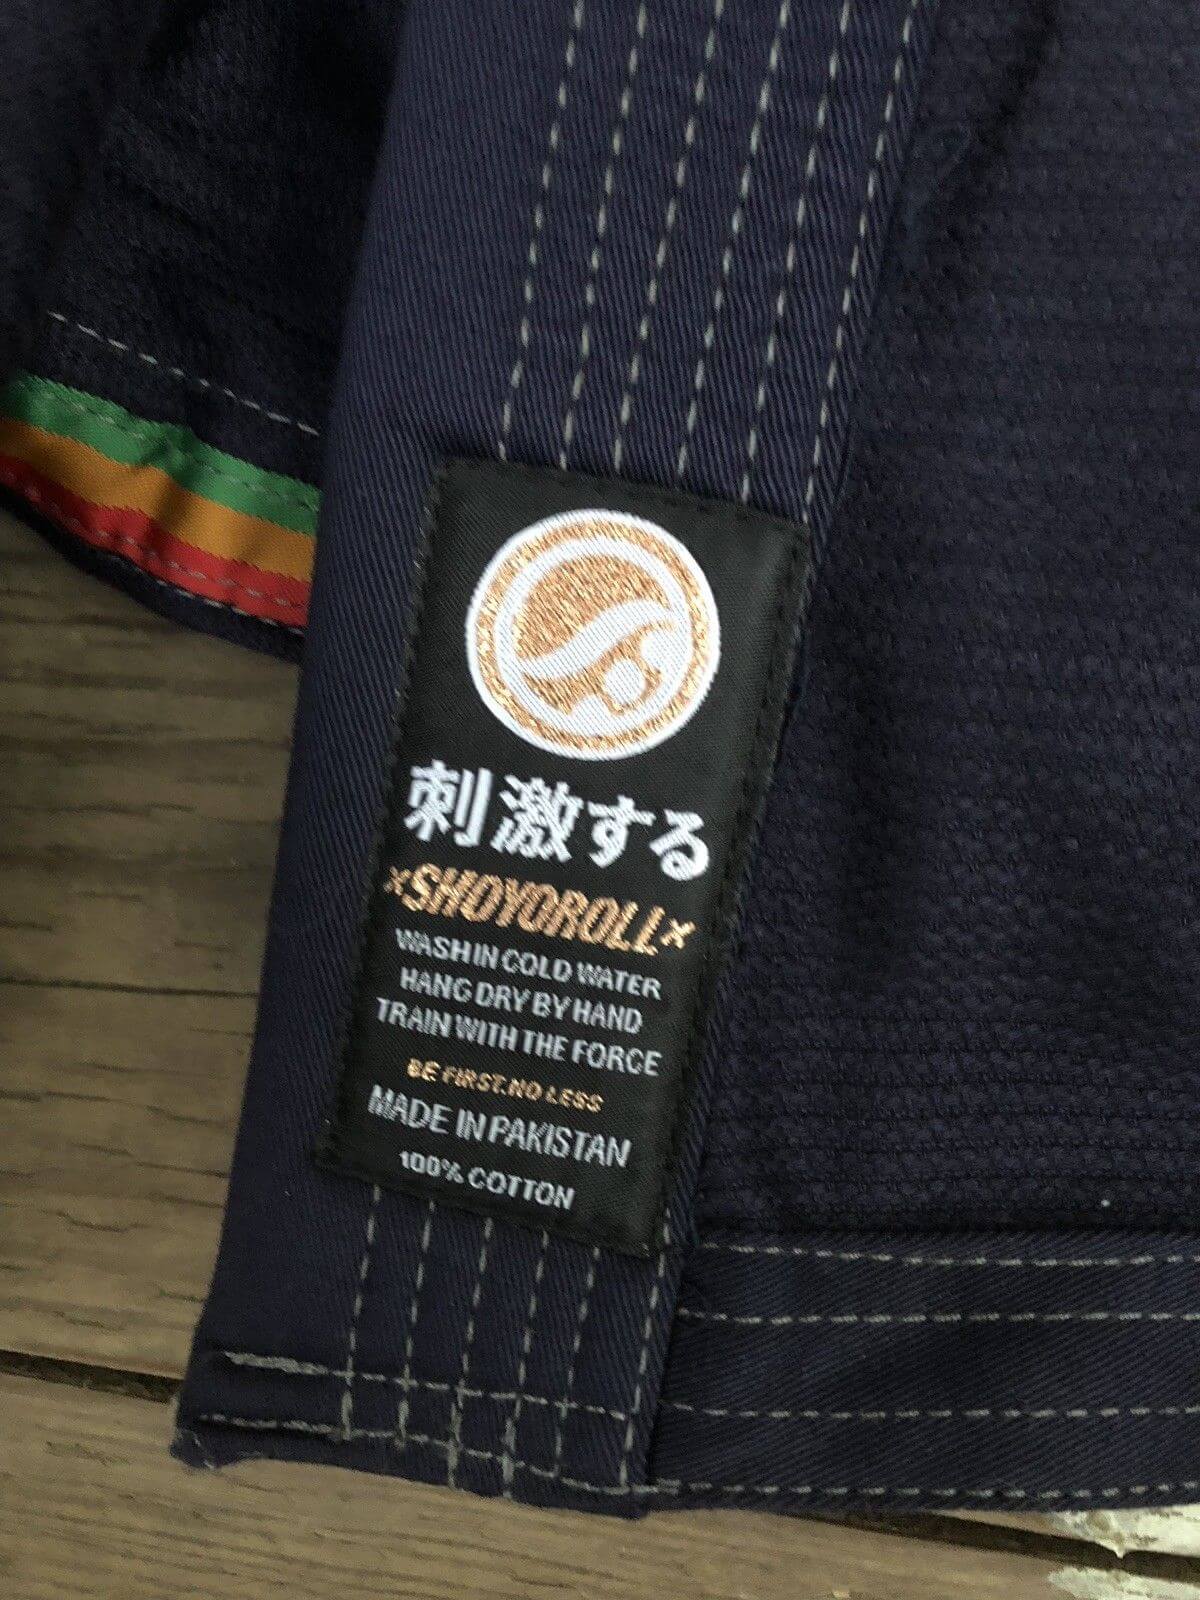 刺激する
×SHOYOROLL×
WASH IN COLD WATER
HANG DRY BY HAND
TRAIN WITH THE FORCE
BE FIRST. NO LESS
MADE IN PAKISTAN
100% COTTON